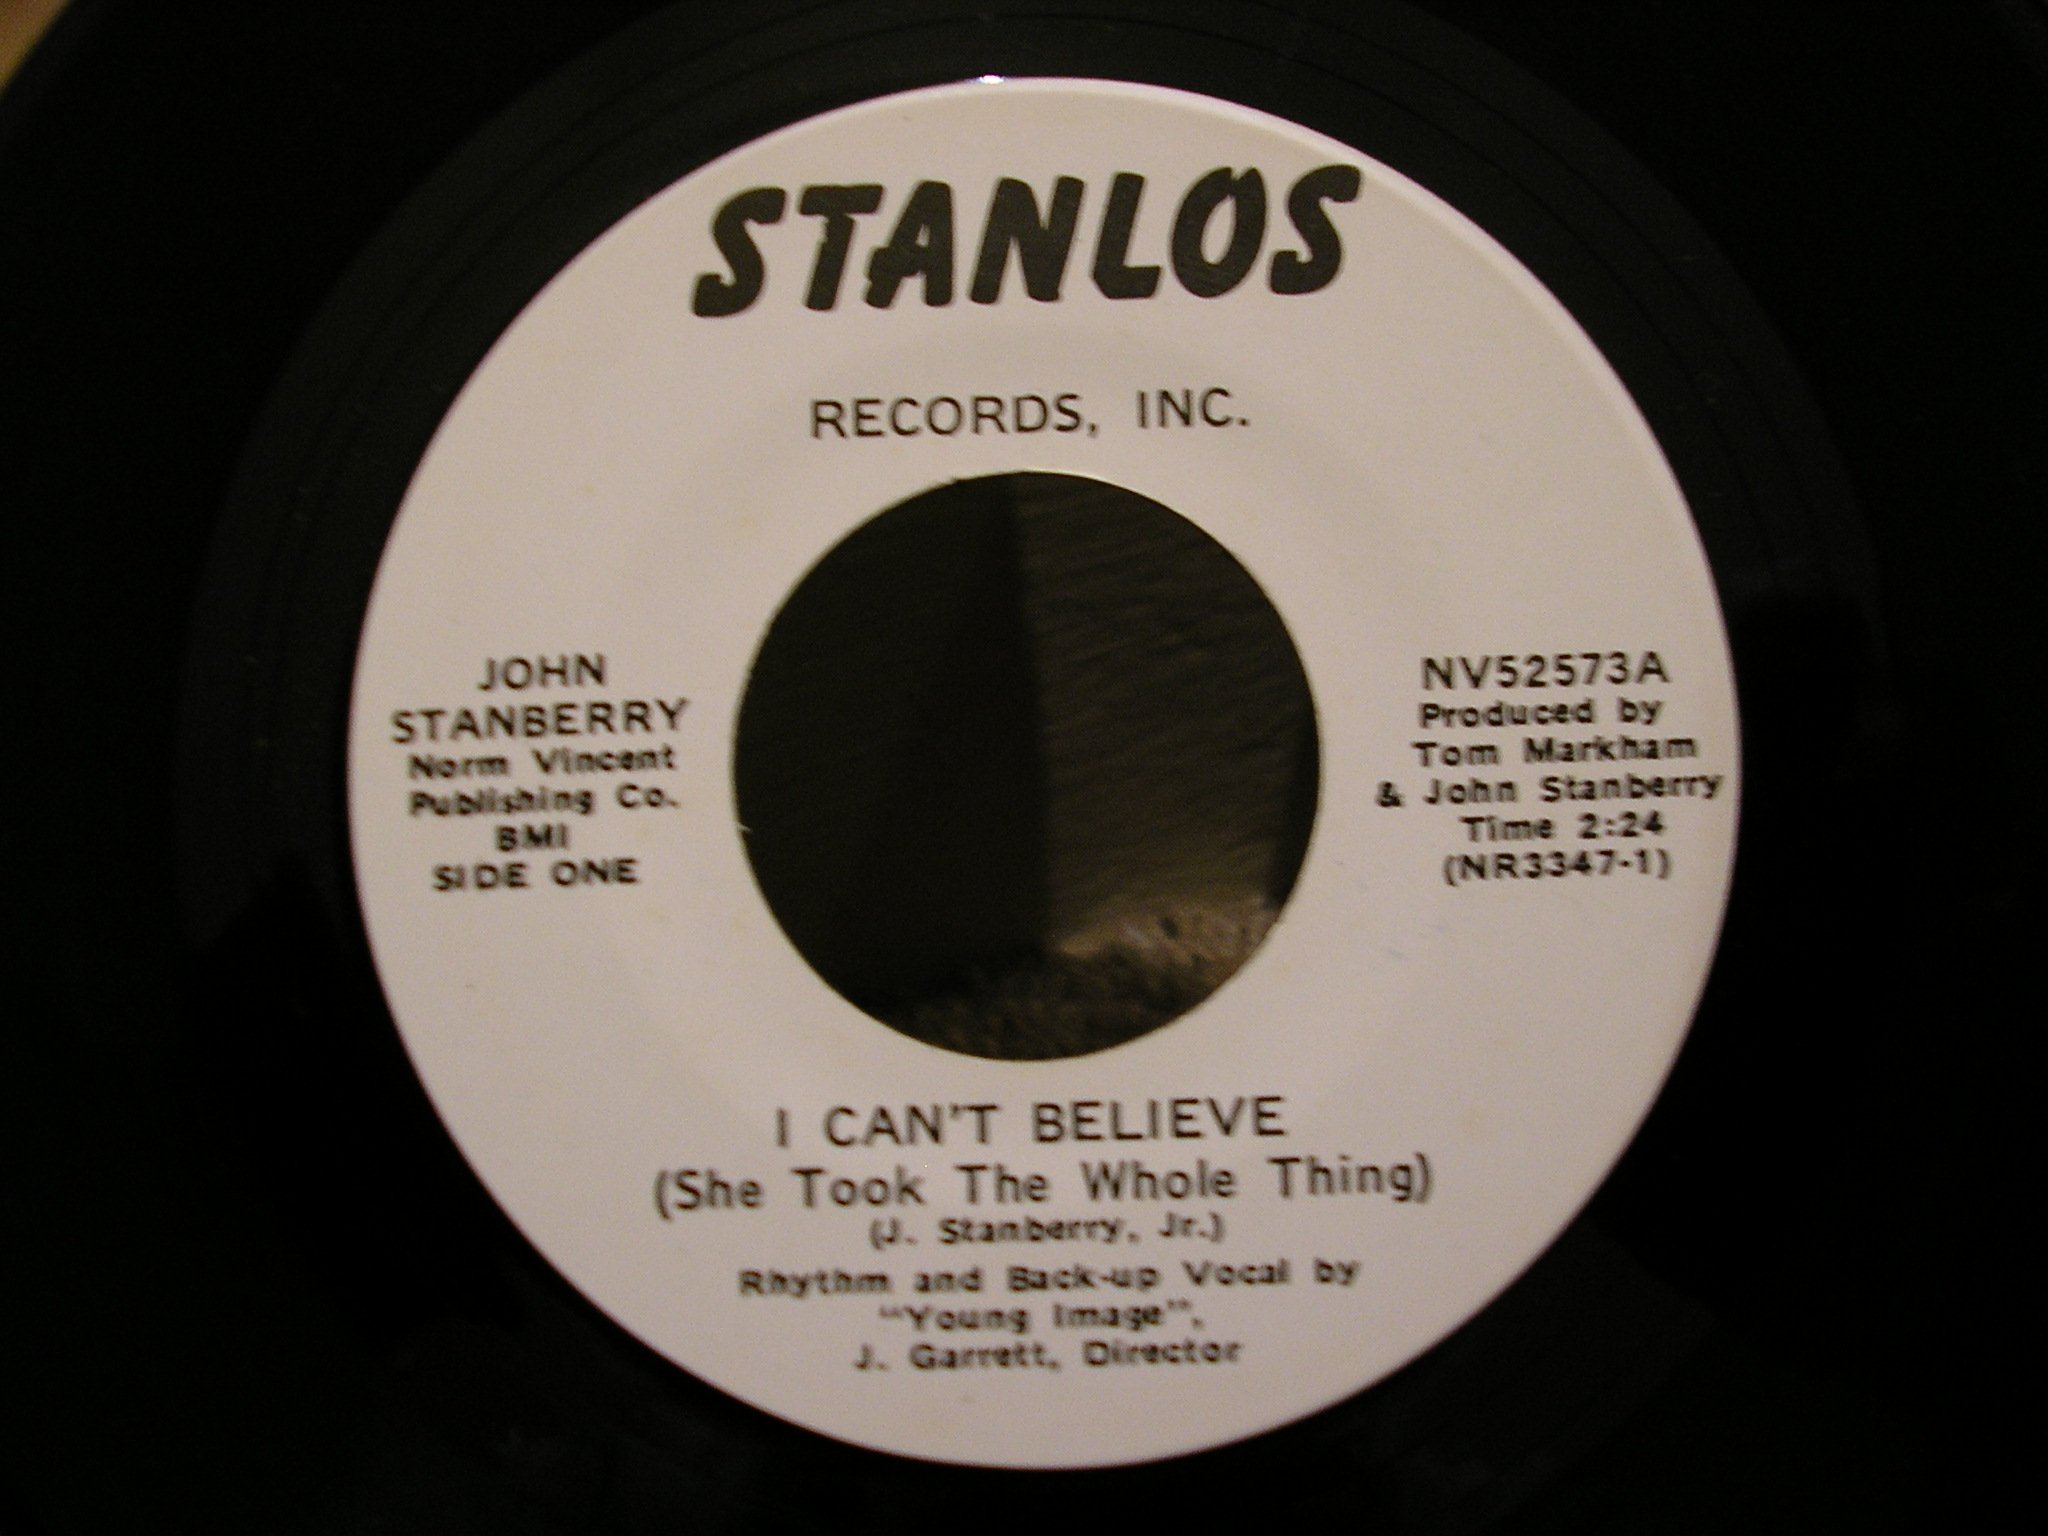 STANLOS
RECORDS, INC.
JOHN
STANBERRY
Norm Vincent
Publishing Co.
BMI
SIDE ONE
NV52573A
Produced by
Tom Markham
& John Stanberry
Time 2:24
(NR3347-1)
I CAN'T BELIEVE
(She Took The Whole Thing)
(J. Stanberry, Jr.)
Rhythm and Back-up Vocal by
"Young Image",
J. Garrett, Director